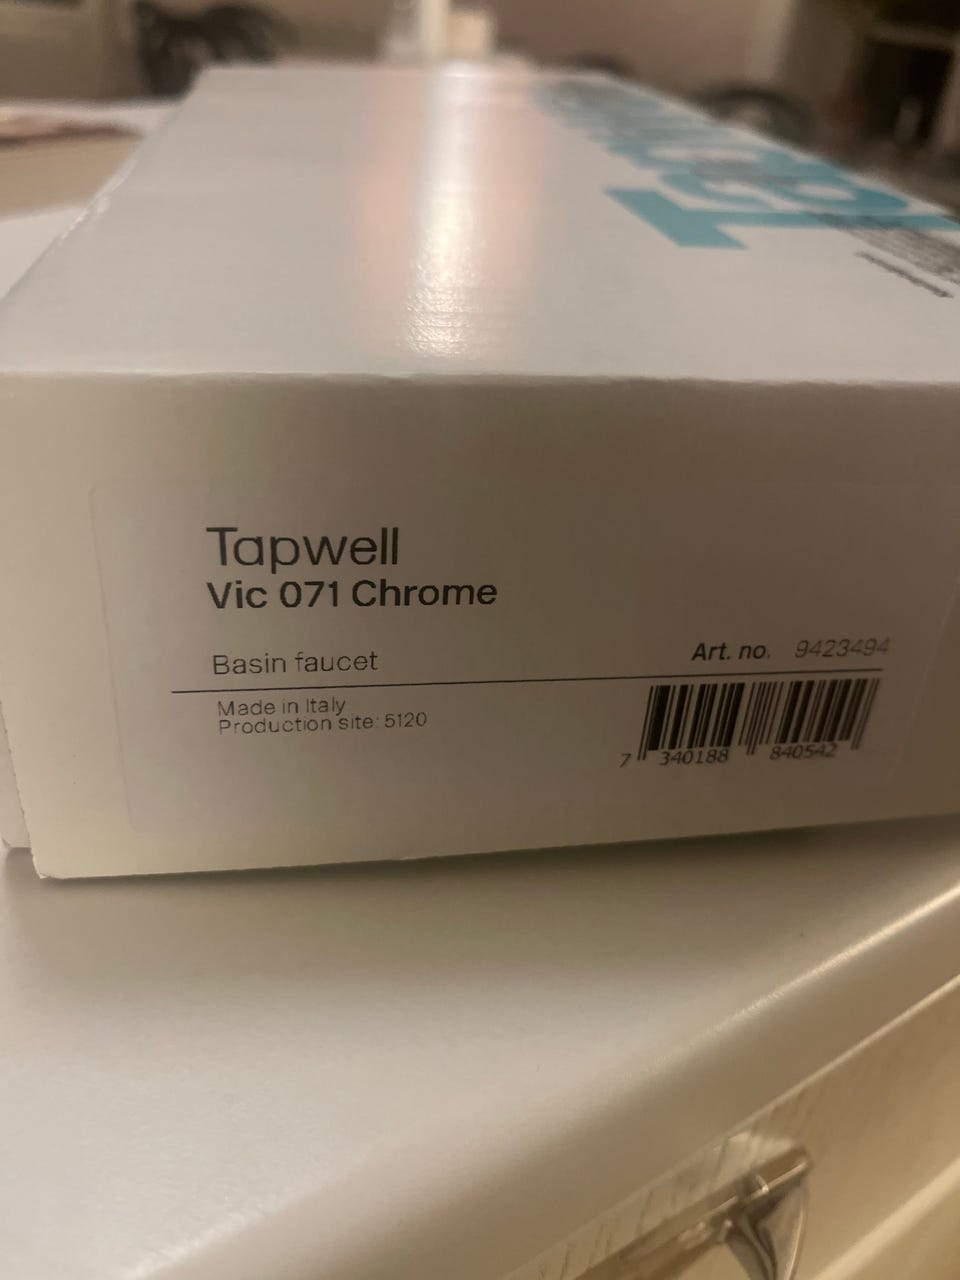 Tapwell
Vic 071 Chrome
Basin faucet
Art. no. 9423494
Made in Italy
Production site: 5120
7 340188 840542